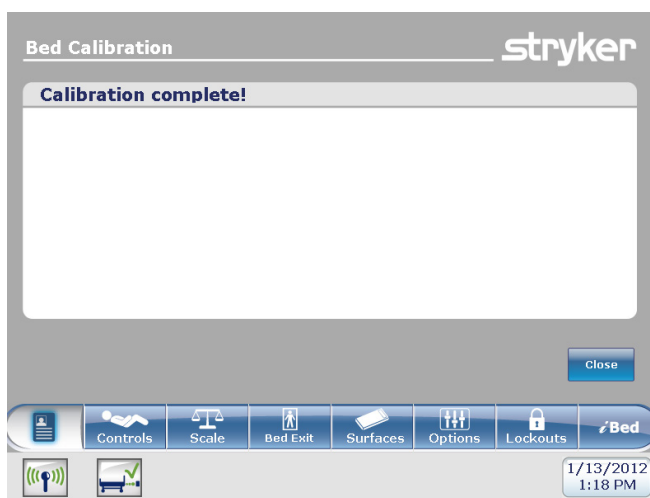 Bed Calibration
stryker
Calibration complete!
Close
Controls
Scale
Bed Exit
Surfaces
Options
Lockouts
iBed
1/13/2012
1:18 PM